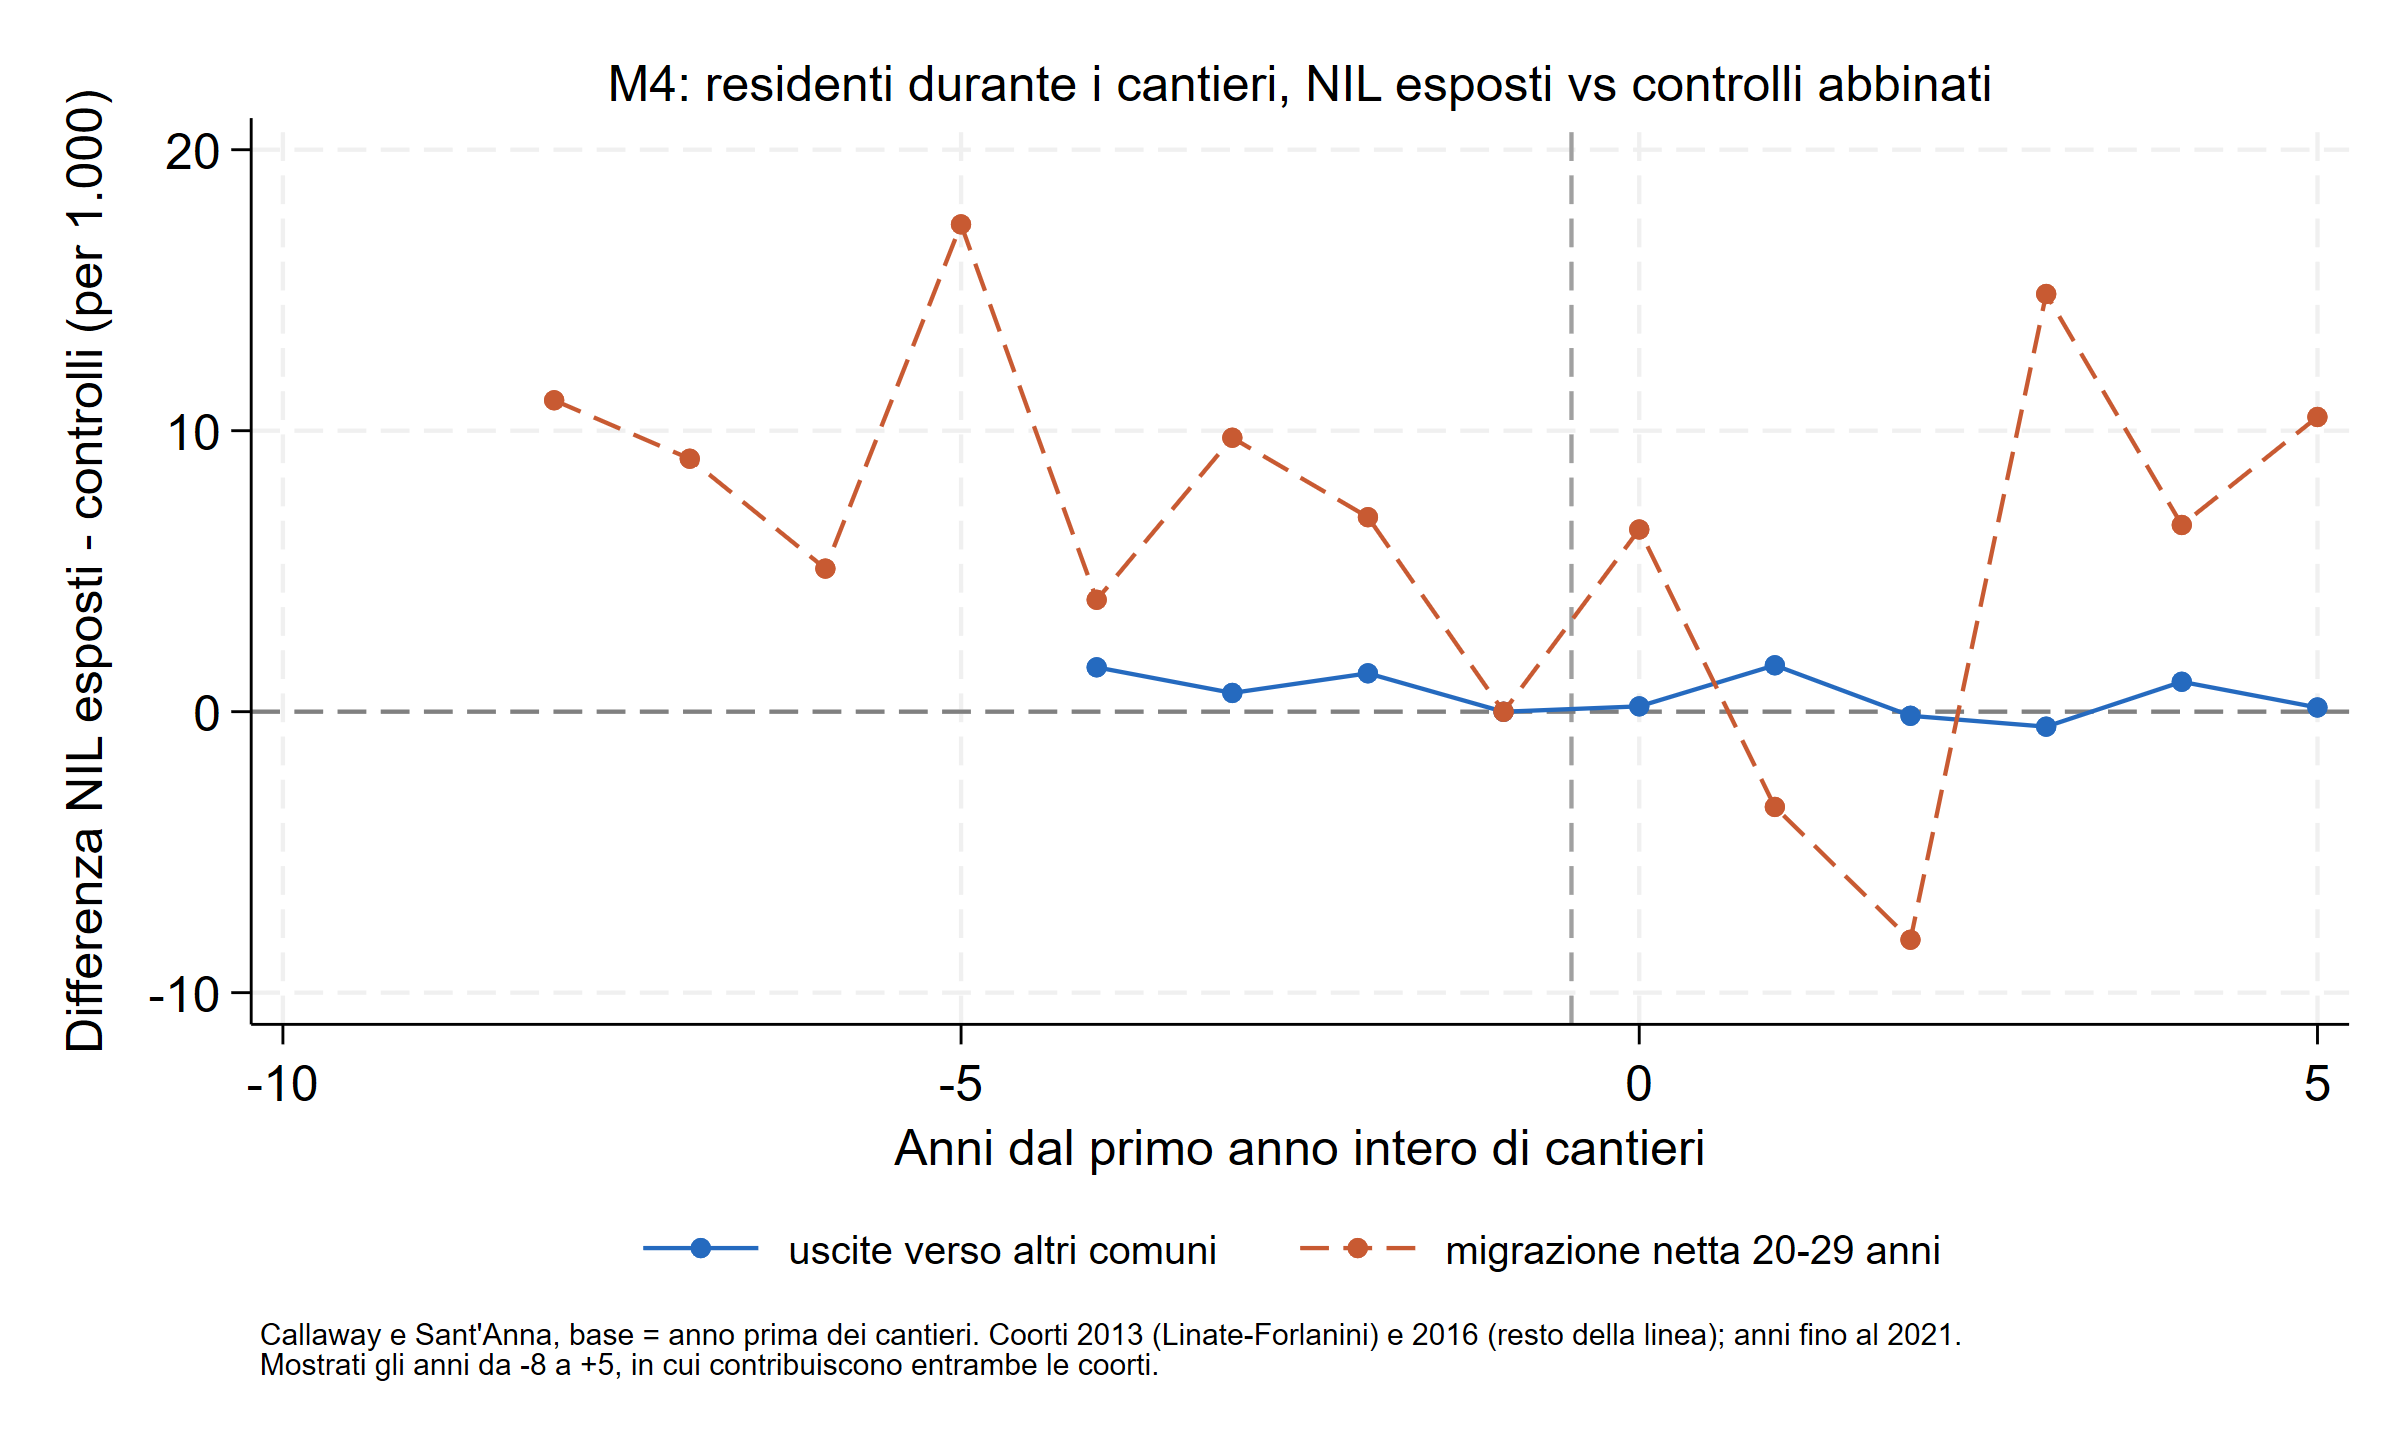 M4: residenti durante i cantieri, NIL esposti vs controlli abbinati
Differenza NIL esposti - controlli (per 1.000)
20
10
0
-10
-10
-5
0
5
Anni dal primo anno intero di cantieri
uscite verso altri comuni
migrazione netta 20-29 anni
Callaway e Sant'Anna, base = anno prima dei cantieri. Coorti 2013 (Linate-Forlanini) e 2016 (resto della linea); anni fino al 2021.
Mostrati gli anni da -8 a +5, in cui contribuiscono entrambe le coorti.